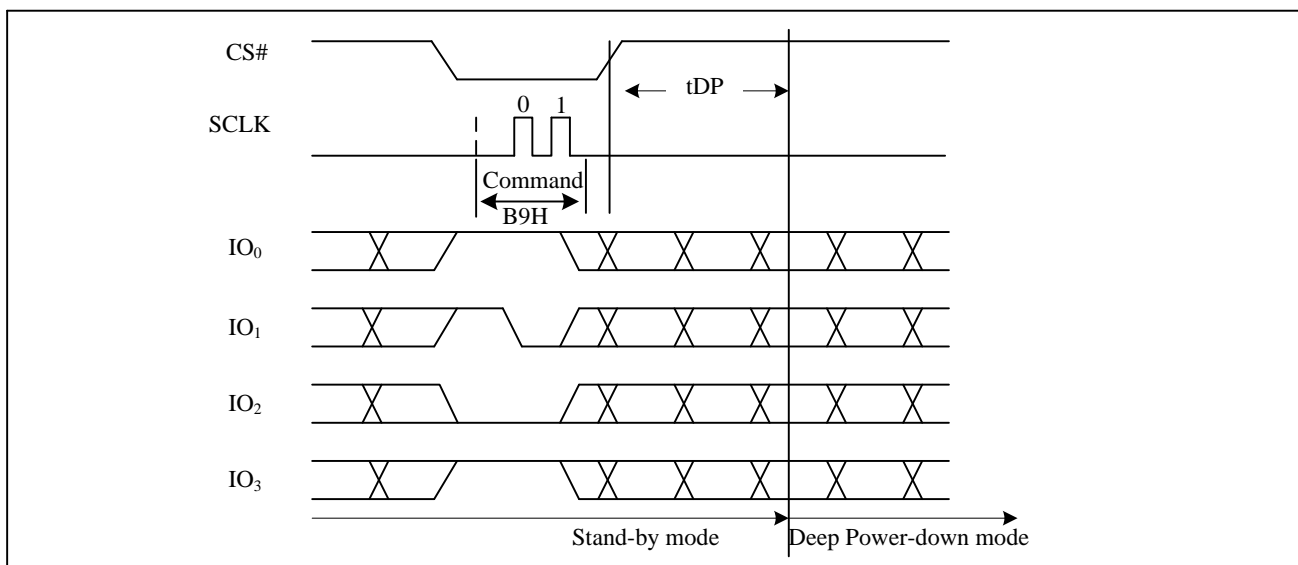 CS#
tDP
0 1
SCLK
Command
B9H
IO₀
IO₁
IO₂
IO₃
Stand-by mode Deep Power-down mode